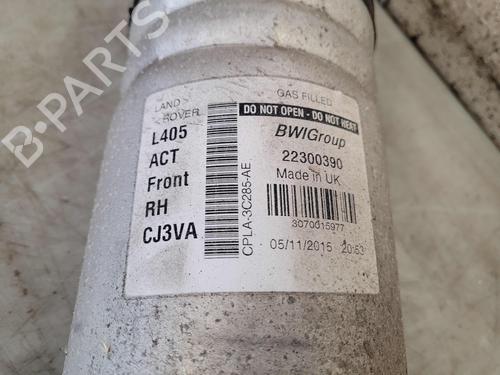 LAND
ROVER
L405
ACT
Front
RH
CJ3VA
CPLA-3C285-AE
GAS FILLED
DO NOT OPEN - DO NOT HEAT
BWIGroup
22300390
Made in UK
3070015977
05/11/2015 20:53
B-PARTS